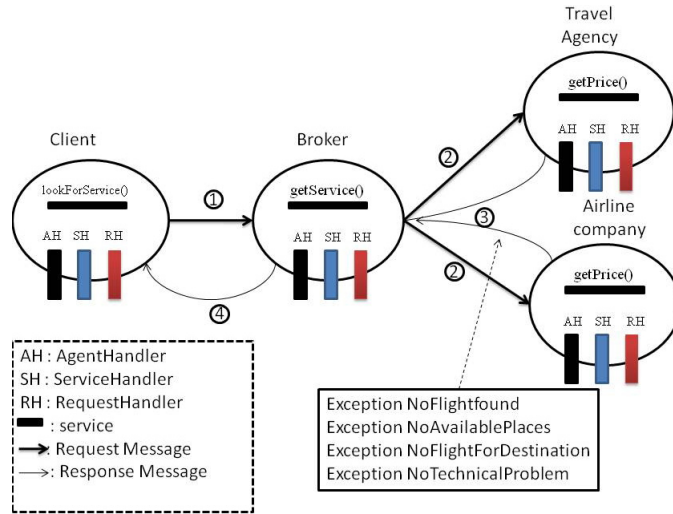 Travel
Agency
getPrice()
AH SH RH
Client
Broker
lookForService()
AH SH RH
1
getService()
AH SH RH
2
3
2
4
Airline
company
getPrice()
AH SH RH
AH : AgentHandler
SH : ServiceHandler
RH : RequestHandler
: service
: Request Message
: Response Message
Exception NoFlightfound
Exception NoAvailablePlaces
Exception NoFlightForDestination
Exception NoTechnicalProblem